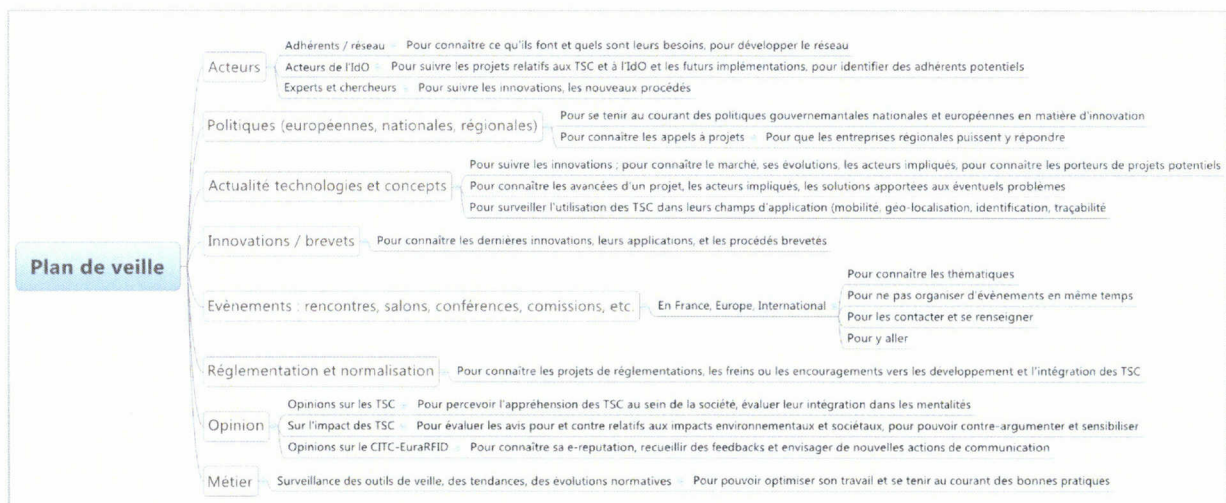 Plan de veille
Acteurs
Adhérents / réseau
Pour connaître ce qu'ils font et quels sont leurs besoins, pour développer le réseau
Acteurs de l'IdO
Pour suivre les projets relatifs aux TSC et à l'IdO et les futurs implémentations, pour identifier des adhérents potentiels
Experts et chercheurs
Pour suivre les innovations, les nouveaux procédés
Politiques (européennes, nationales, régionales)
Pour se tenir au courant des politiques gouvernemantales nationales et européennes en matière d'innovation
Pour connaître les appels à projets
Pour que les entreprises régionales puissent y répondre
Actualité technologies et concepts
Pour suivre les innovations ; pour connaître le marché, ses évolutions, les acteurs impliqués, pour connaître les porteurs de projets potentiels
Pour connaître les avancées d'un projet, les acteurs impliqués, les solutions apportées aux éventuels problèmes
Pour surveiller l'utilisation des TSC dans leurs champs d'application (mobilité, géo-localisation, identification, traçabilité
Innovations / brevets
Pour connaître les dernières innovations, leurs applications, et les procédés brevetés
Evènements : rencontres, salons, conférences, comissions, etc.
En France, Europe, International
Pour connaître les thématiques
Pour ne pas organiser d'événements en même temps
Pour les contacter et se renseigner
Pour y aller
Réglementation et normalisation
Pour connaître les projets de réglementations, les freins ou les encouragements vers les développement et l'intégration des TSC
Opinion
Opinions sur les TSC
Pour percevoir l'appréhension des TSC au sein de la société, évaluer leur intégration dans les mentalités
Sur l'impact des TSC
Pour évaluer les avis pour et contre relatifs aux impacts environnementaux et sociétaux, pour pouvoir contre-argumenter et sensibiliser
Opinions sur le CITC-EuraRFID
Pour connaître sa e-reputation, recueillir des feedbacks et envisager de nouvelles actions de communication
Métier
Surveillance des outils de veille, des tendances, des évolutions normatives
Pour pouvoir optimiser son travail et se tenir au courant des bonnes pratiques